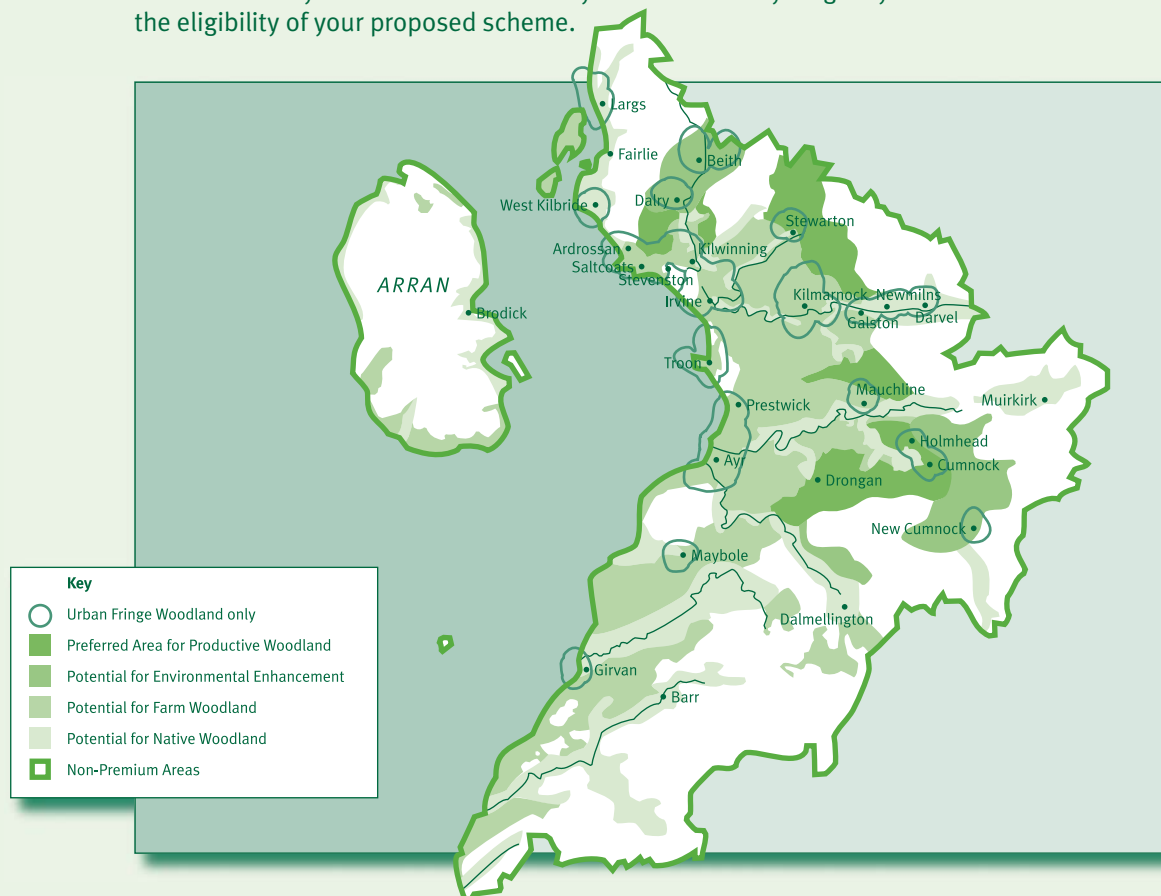 the eligibility of your proposed scheme.
Largs
Fairlie
Beith
West Kilbride
Dalry
Stewarton
Ardrossan
Kilwinning
Saltcoats
Stevenston
ARRAN
Irvine
Kilmarnock
Newmilns
Brodick
Galston
Darvel
Troon
Mauchline
Prestwick
Muirkirk
Holmhead
Ayr
Cumnock
Drongan
New Cumnock
Maybole
Dalmellington
Girvan
Barr
Key
Urban Fringe Woodland only
Preferred Area for Productive Woodland
Potential for Environmental Enhancement
Potential for Farm Woodland
Potential for Native Woodland
Non-Premium Areas